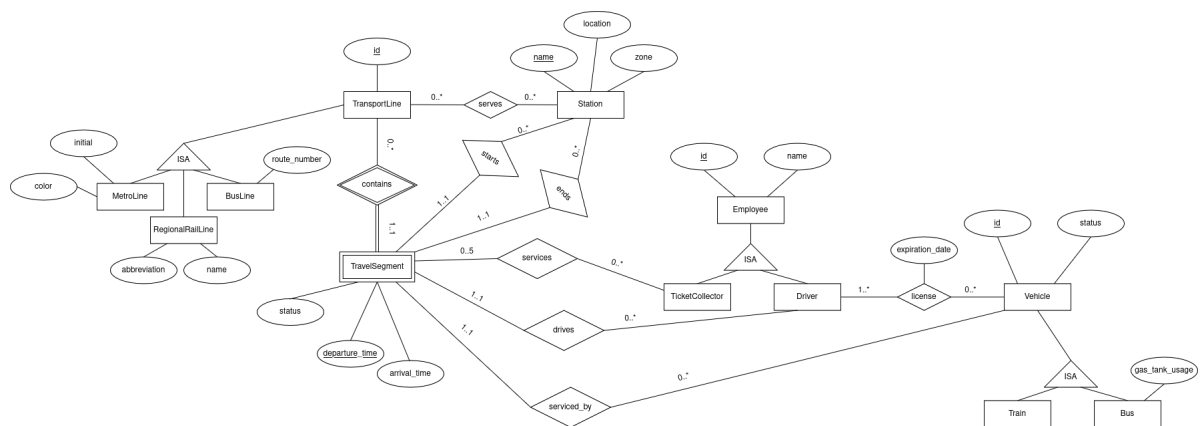 location
id
name
zone
TransportLine
0..*
serves
0..*
Station
initial
ISA
route_number
0..*
starts
0..*
0..*
id
name
color
MetroLine
BusLine
contains
ends
1..1
1..1
Employee
RegionalRailLine
1..1
id
status
expiration_date
abbreviation
name
TravelSegment
0..5
services
0..*
ISA
status
1..1
TicketCollector
Driver
1..*
license
0..*
Vehicle
drives
0..*
1..1
departure_time
arrival_time
0..*
ISA
gas_tank_usage
serviced_by
Train
Bus